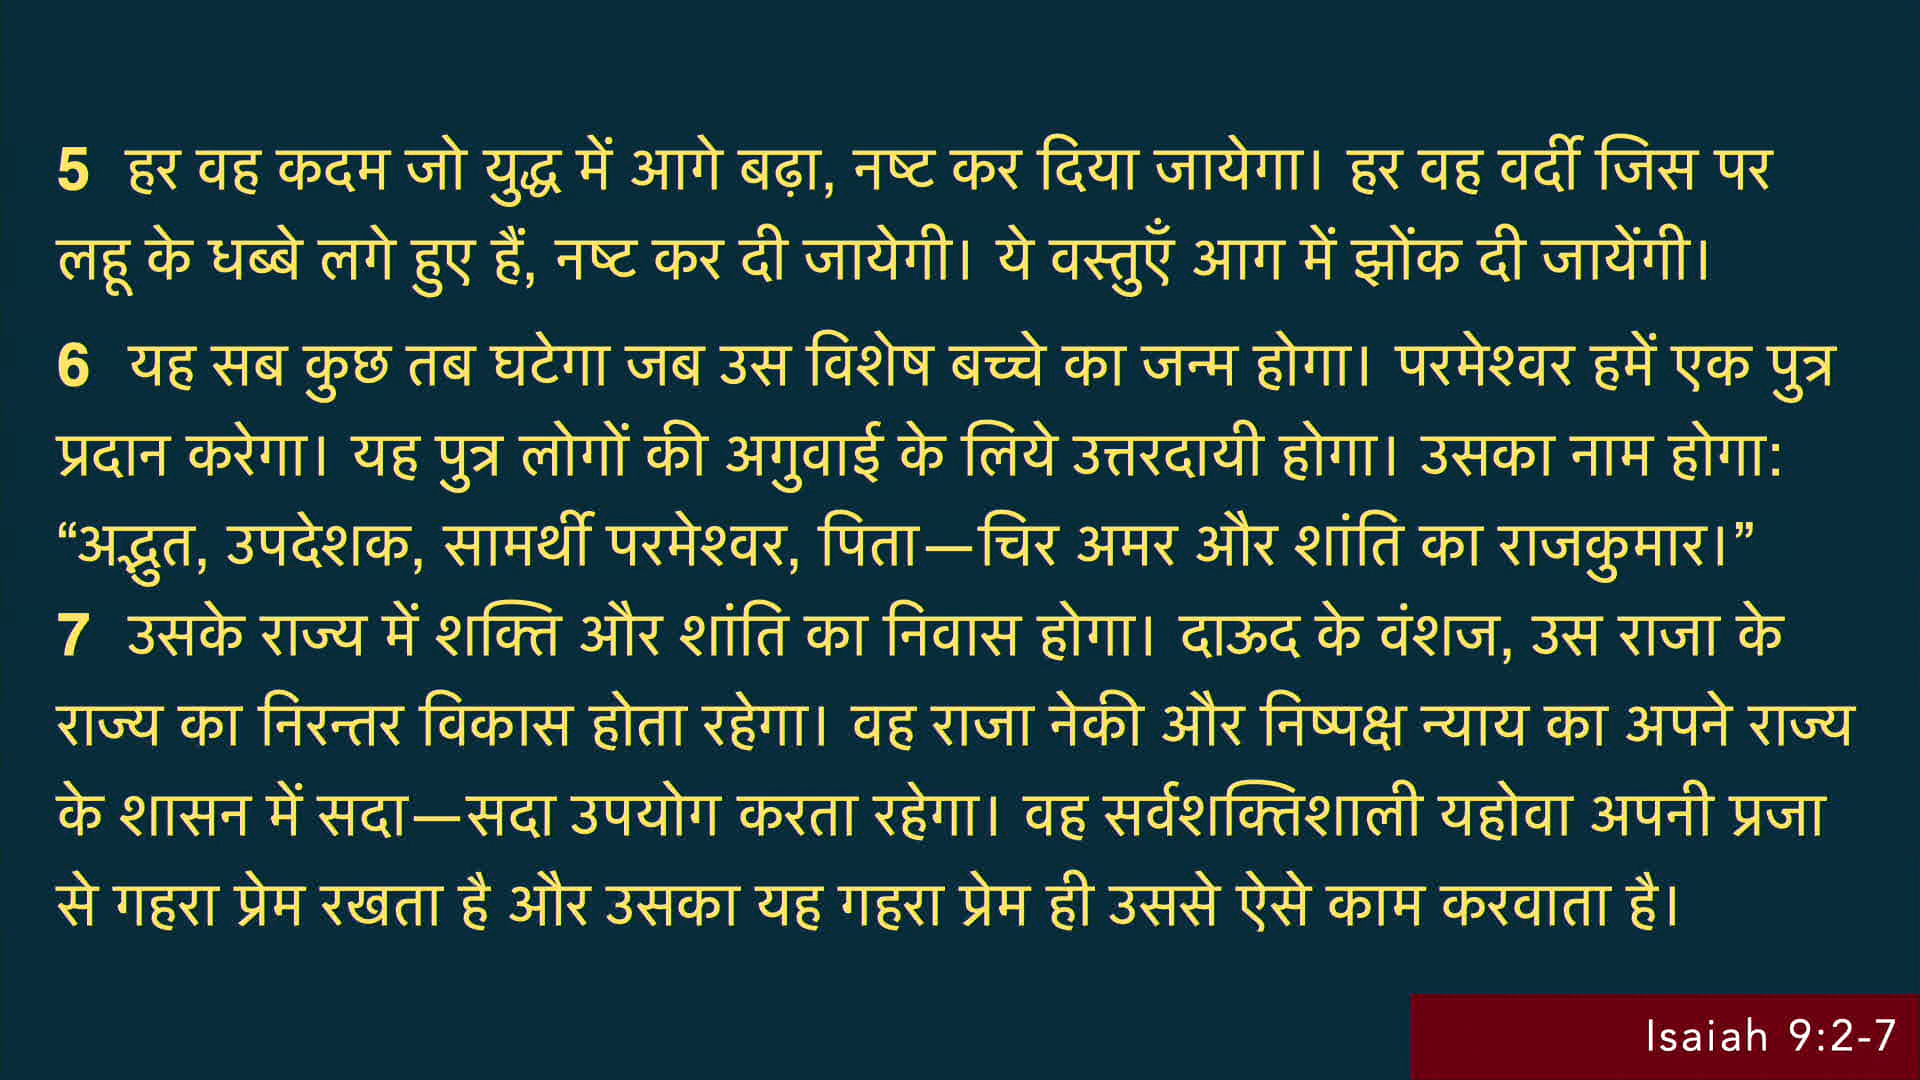 5 हर वह कदम जो युद्ध में आगे बढ़ा, नष्ट कर दिया जायेगा। हर वह वर्दी जिस पर
लहू के धब्बे लगे हुए हैं, नष्ट कर दी जायेगी। ये वस्तुएँ आग में झोंक दी जायेंगी।
6 यह सब कुछ तब घटेगा जब उस विशेष बच्चे का जन्म होगा। परमेश्वर हमें एक पुत्र
प्रदान करेगा। यह पुत्र लोगों की अगुवाई के लिये उत्तरदायी होगा। उसका नाम होगा:
“अद्भुत, उपदेशक, सामर्थी परमेश्वर, पिता—चिर अमर और शांति का राजकुमार।”
7 उसके राज्य में शक्ति और शांति का निवास होगा। दाऊद के वंशज, उस राजा के
राज्य का निरन्तर विकास होता रहेगा। वह राजा नेकी और निष्पक्ष न्याय का अपने राज्य
के शासन में सदा—सदा उपयोग करता रहेगा। वह सर्वशक्तिशाली यहोवा अपनी प्रजा
से गहरा प्रेम रखता है और उसका यह गहरा प्रेम ही उससे ऐसे काम करवाता है।
Isaiah 9:2-7